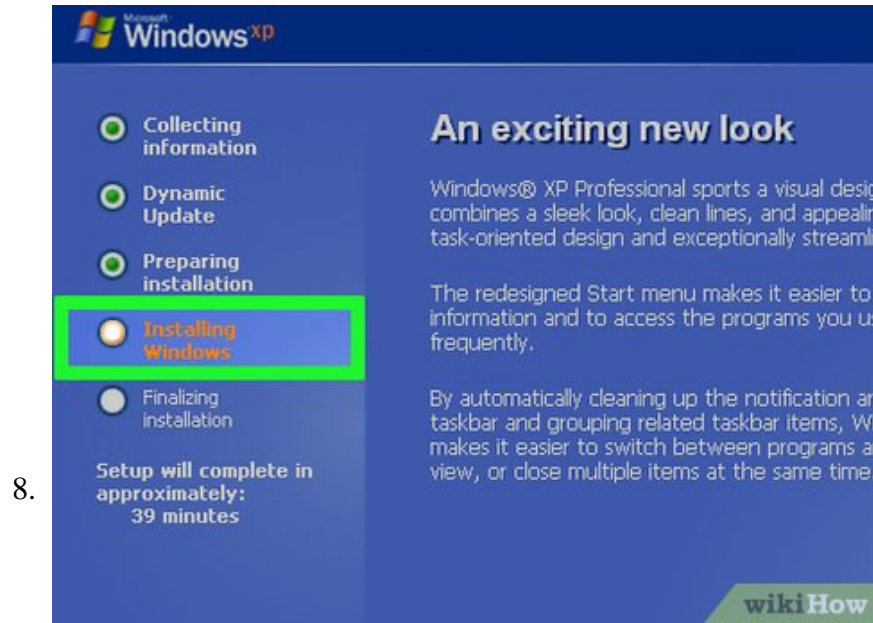 Microsoft
Windows xp
Collecting
information
Dynamic
Update
Preparing
installation
Installing
Windows
Finalizing
installation
Setup will complete in
approximately:
39 minutes
An exciting new look
Windows® XP Professional sports a visual desig
combines a sleek look, clean lines, and appealin
task-oriented design and exceptionally streamli
The redesigned Start menu makes it easier to
information and to access the programs you us
frequently.
By automatically cleaning up the notification ar
taskbar and grouping related taskbar items, Wi
makes it easier to switch between programs a
view, or close multiple items at the same time
8.
wikiHow